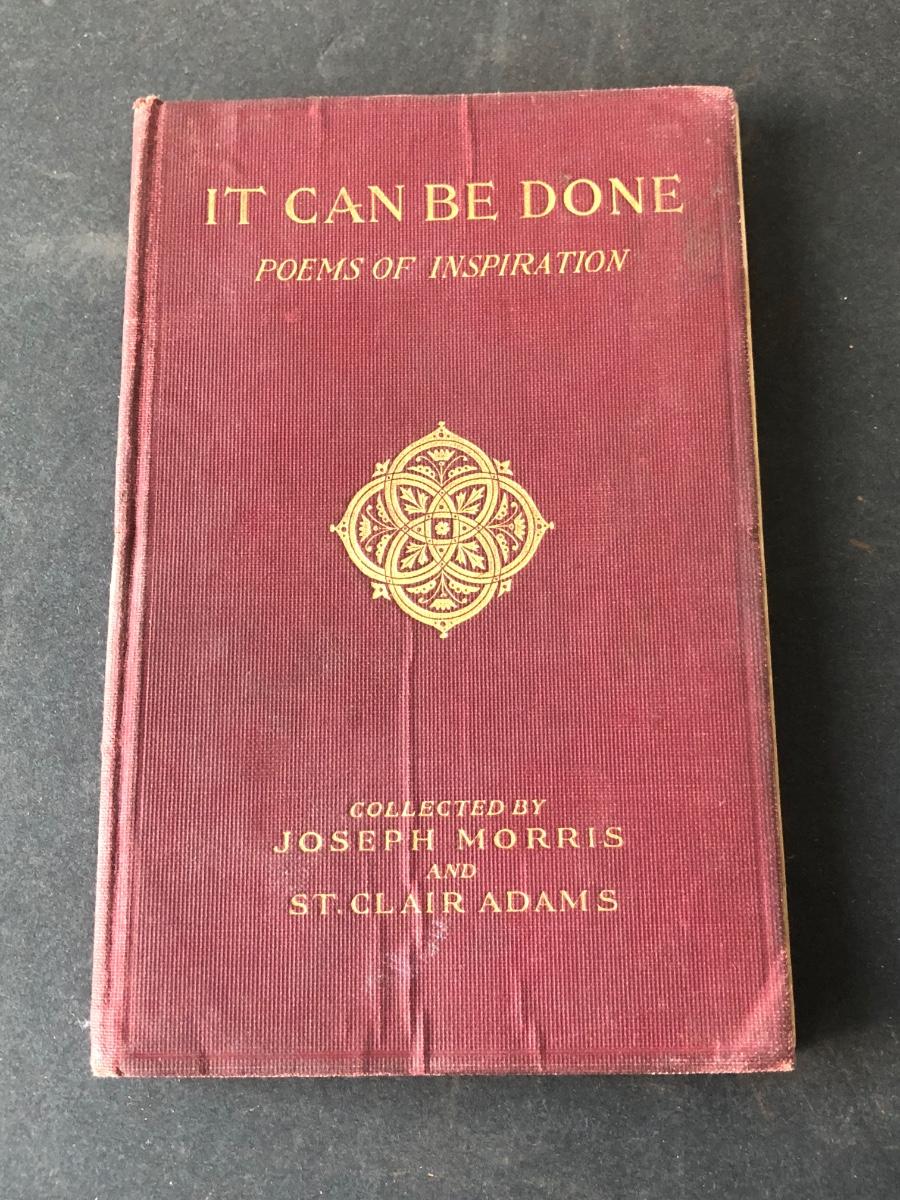 IT CAN BE DONE
POEMS OF INSPIRATION
COLLECTED BY
JOSEPH MORRIS
AND
ST. CLAIR ADAMS